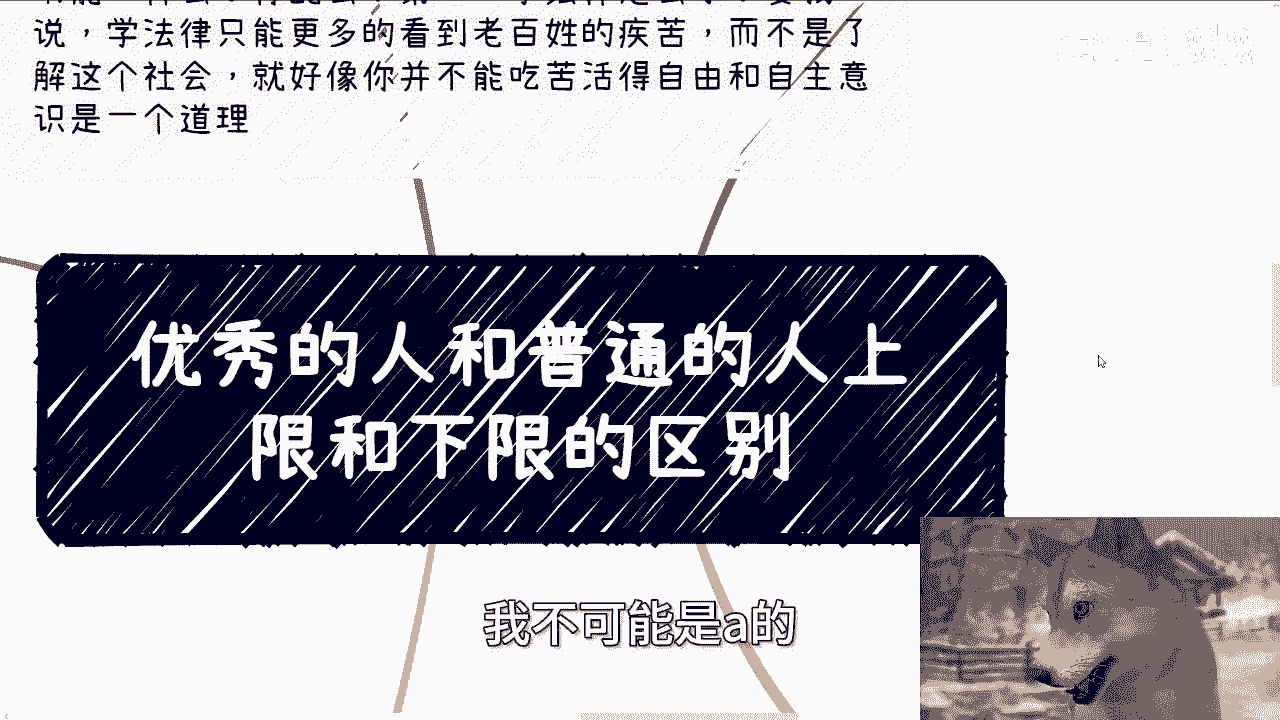 说，学法律只能更多的看到老百姓的疾苦，而不是了
解这个社会，就好像你并不能吃苦活得自由和自主意
识是一个道理
优秀的人和普通的人上
限和下限的区别
我不可能是a的